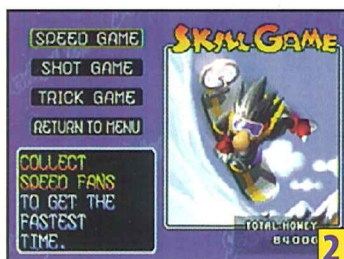 SPEED GAME
SHOT GAME
TRICK GAME
RETURN TO MENU
COLLECT
SPEED FANS
TO GET THE
FASTEST
TIME.
SKILL GAME
TOTAL MONEY
84000
2